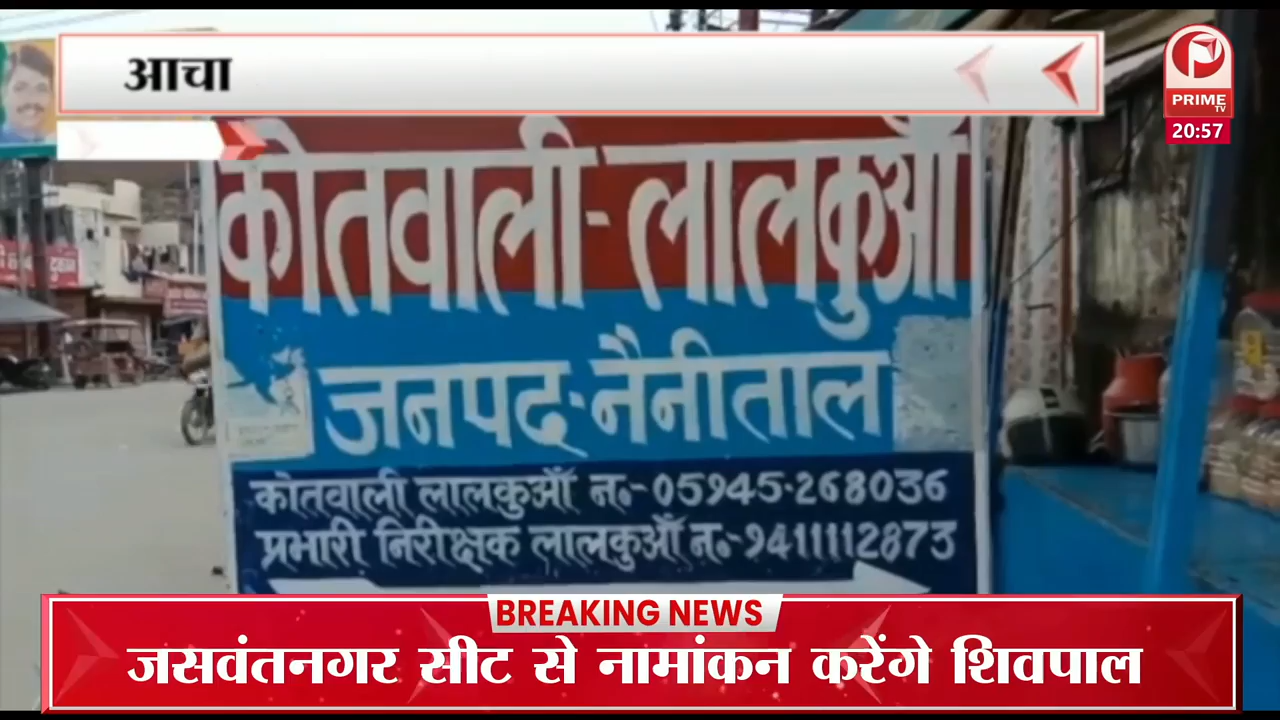 आचा
PRIME
TV
20:57
कोतवाली-लालकुआँ
जनपद-नैनीताल
कोतवाली लालकुआँ न॰-05945-268036
प्रभारी निरीक्षक लालकुआँ न॰-9411112873
BREAKING NEWS
जसवंतनगर सीट से नामांकन करेंगे शिवपाल